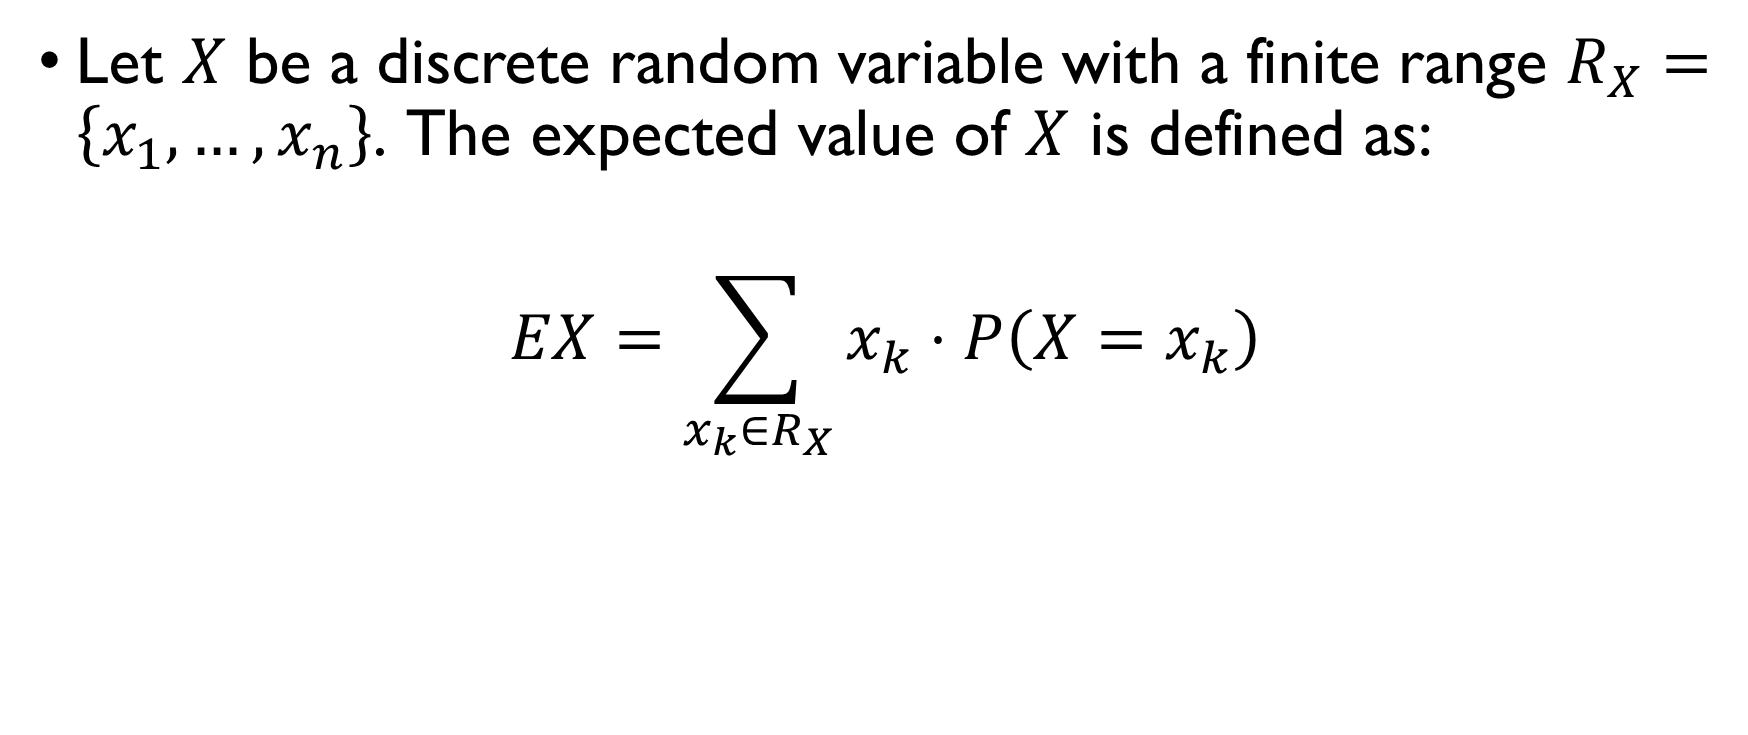 • Let 𝑋 be a discrete random variable with a finite range 𝑅_𝑋 =
{𝑥_1, … , 𝑥_𝑛}. The expected value of 𝑋 is defined as:
𝐸𝑋 = ∑_{𝑥_𝑘∈𝑅_𝑋} 𝑥_𝑘 · 𝑃(𝑋 = 𝑥_𝑘)